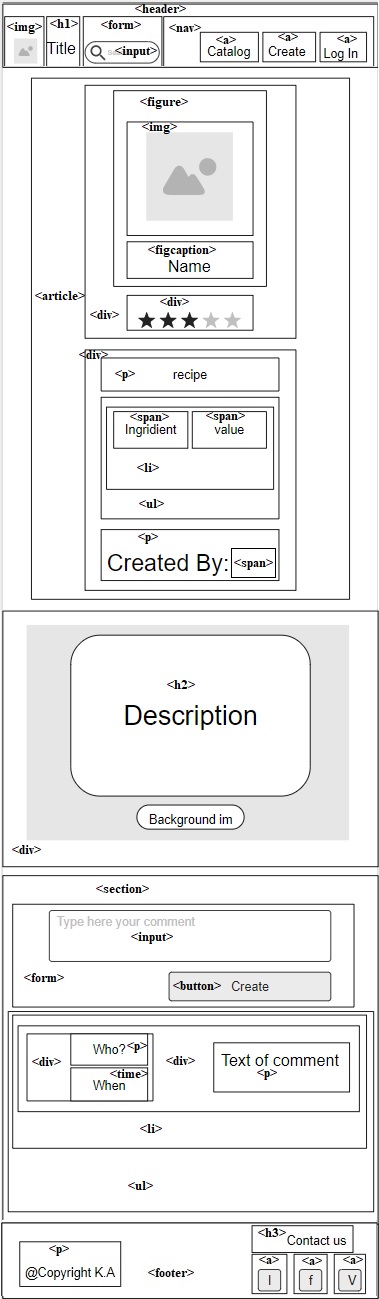 <header>
<img> <h1> <form> <nav>
Title <input> <a> <a> <a>
Catalog Create Log In
<figure>
<img>
<figcaption>
Name
<article>
<div> <div>
<div>
<p> recipe
<span> <span>
Ingridient value
<li>
<ul>
<p>
Created By: <span>
<h2>
Description
Background im
<div>
<section>
Type here your comment
<input>
<form>
<button> Create
Who? <p>
<div> <div> Text of comment
<time> <p>
When
<li>
<ul>
<h3>
Contact us
<p> <a> <a> <a>
@Copyright K.A <footer> I f V